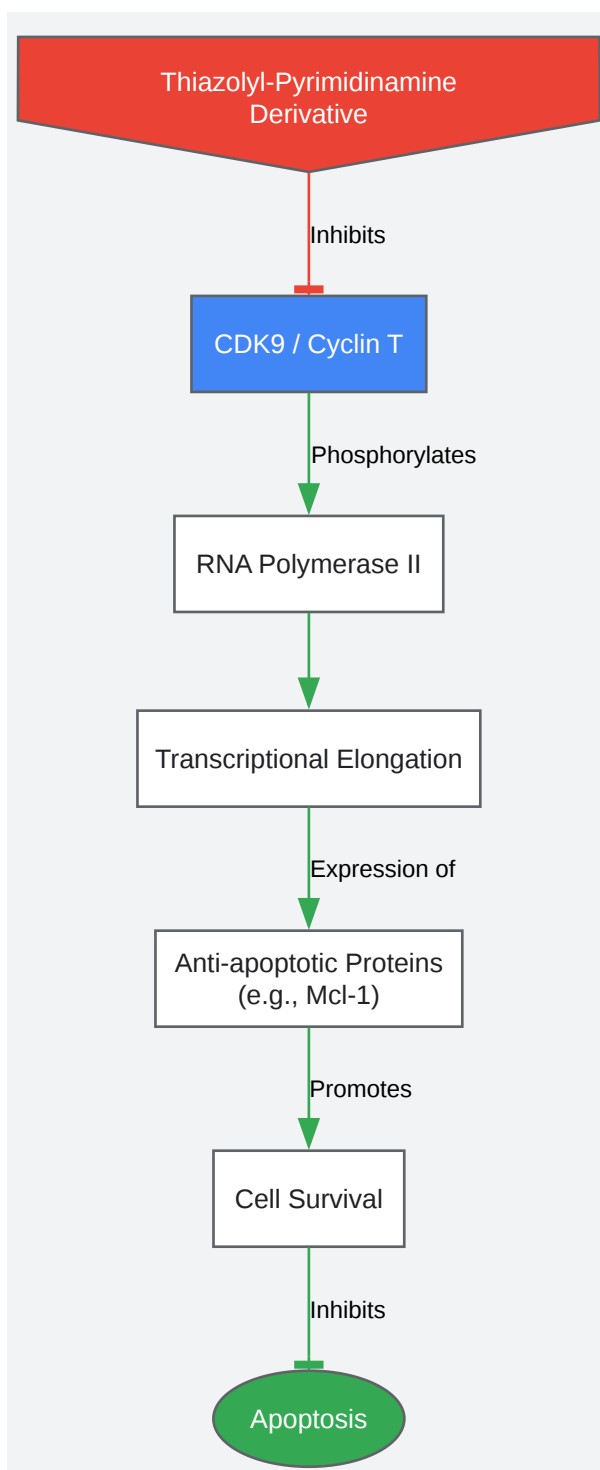 Thiazolyl-Pyrimidinamine
Derivative
Inhibits
CDK9 / Cyclin T
Phosphorylates
RNA Polymerase II
Transcriptional Elongation
Expression of
Anti-apoptotic Proteins
(e.g., Mcl-1)
Promotes
Cell Survival
Inhibits
Apoptosis